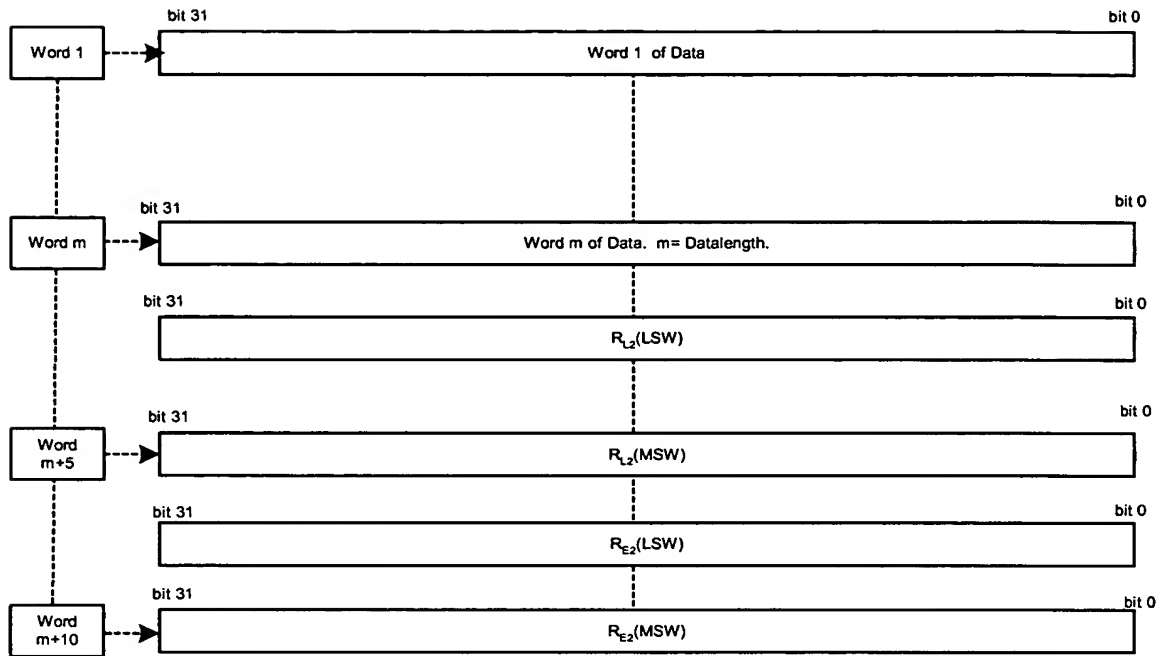 bit 31 bit 0
Word 1 Word 1 of Data
bit 31 bit 0
Word m Word m of Data. m= Datalength.
bit 31 bit 0
R_L2(LSW)
bit 31 bit 0
Word
m+5 R_L2(MSW)
bit 31 bit 0
R_E2(LSW)
bit 31 bit 0
Word
m+10 R_E2(MSW)